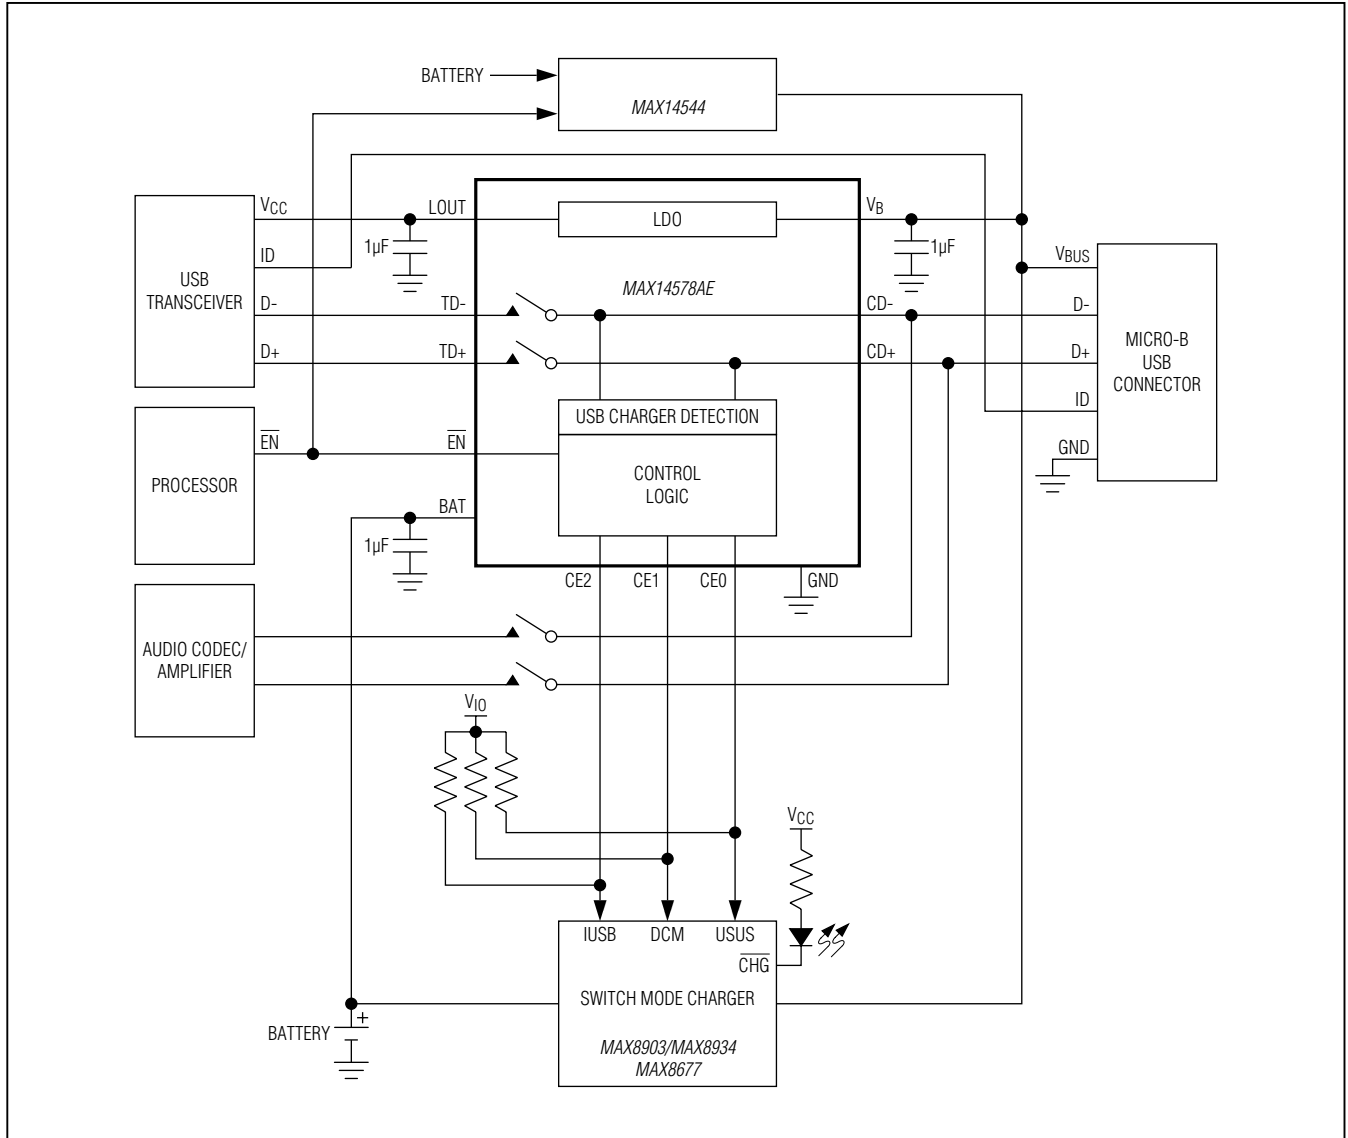 BATTERY
MAX14544
VCC
LOUT
LDO
VB
1µF
1µF
ID
USB
TRANSCEIVER
MAX14578AE
VBUS
D-
TD-
CD-
D-
D+
TD+
CD+
D+
MICRO-B
USB
CONNECTOR
ID
USB CHARGER DETECTION
EN
EN
GND
PROCESSOR
CONTROL
LOGIC
BAT
1µF
CE2
CE1
CE0
GND
AUDIO CODEC/
AMPLIFIER
VIO
VCC
IUSB
DCM
USUS
CHG
SWITCH MODE CHARGER
+
BATTERY
MAX8903/MAX8934
MAX8677